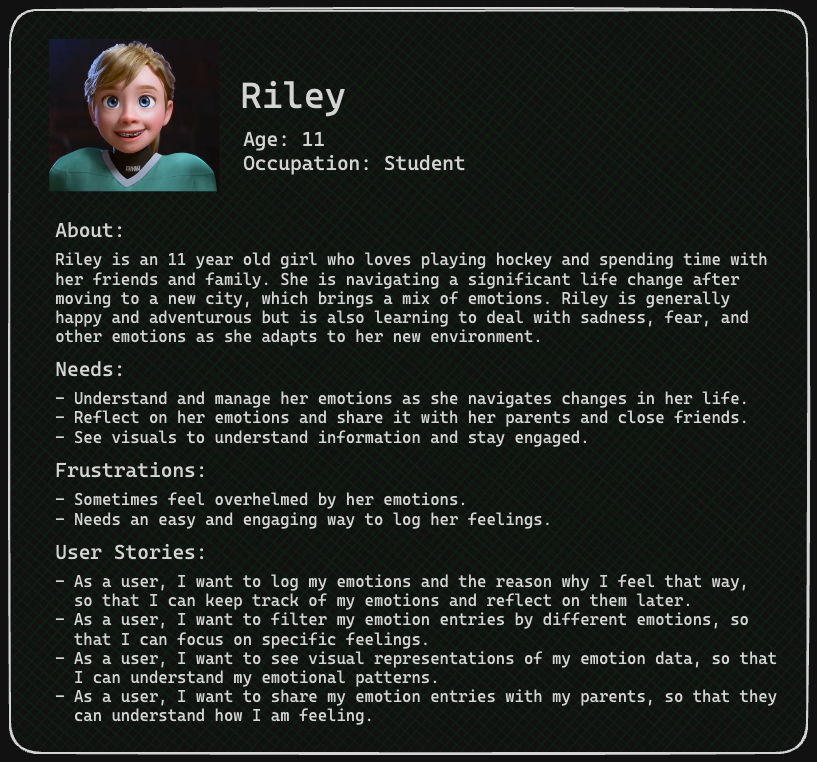 Riley
Age: 11
Occupation: Student
About:
Riley is an 11 year old girl who loves playing hockey and spending time with
her friends and family. She is navigating a significant life change after
moving to a new city, which brings a mix of emotions. Riley is generally
happy and adventurous but is also learning to deal with sadness, fear, and
other emotions as she adapts to her new environment.
Needs:
- Understand and manage her emotions as she navigates changes in her life.
- Reflect on her emotions and share it with her parents and close friends.
- See visuals to understand information and stay engaged.
Frustrations:
- Sometimes feel overhelmed by her emotions.
- Needs an easy and engaging way to log her feelings.
User Stories:
- As a user, I want to log my emotions and the reason why I feel that way,
so that I can keep track of my emotions and reflect on them later.
- As a user, I want to filter my emotion entries by different emotions, so
that I can focus on specific feelings.
- As a user, I want to see visual representations of my emotion data, so that
I can understand my emotional patterns.
- As a user, I want to share my emotion entries with my parents, so that they
can understand how I am feeling.